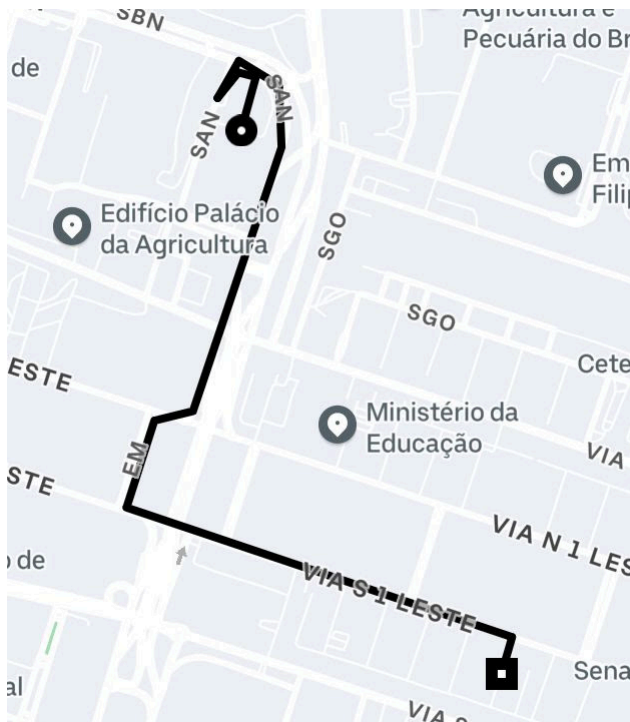 SBN
Agricultura e
Pecuária do Br
de
SAN
SAN
Em
Filip
Edifício Palácio
da Agricultura
SGO
SGO
ESTE
Cete
Ministério da
Educação
EM
VIA
STE
VIA N 1 LES
o de
VIA S 1 LESTE
Sena
al
VIA S